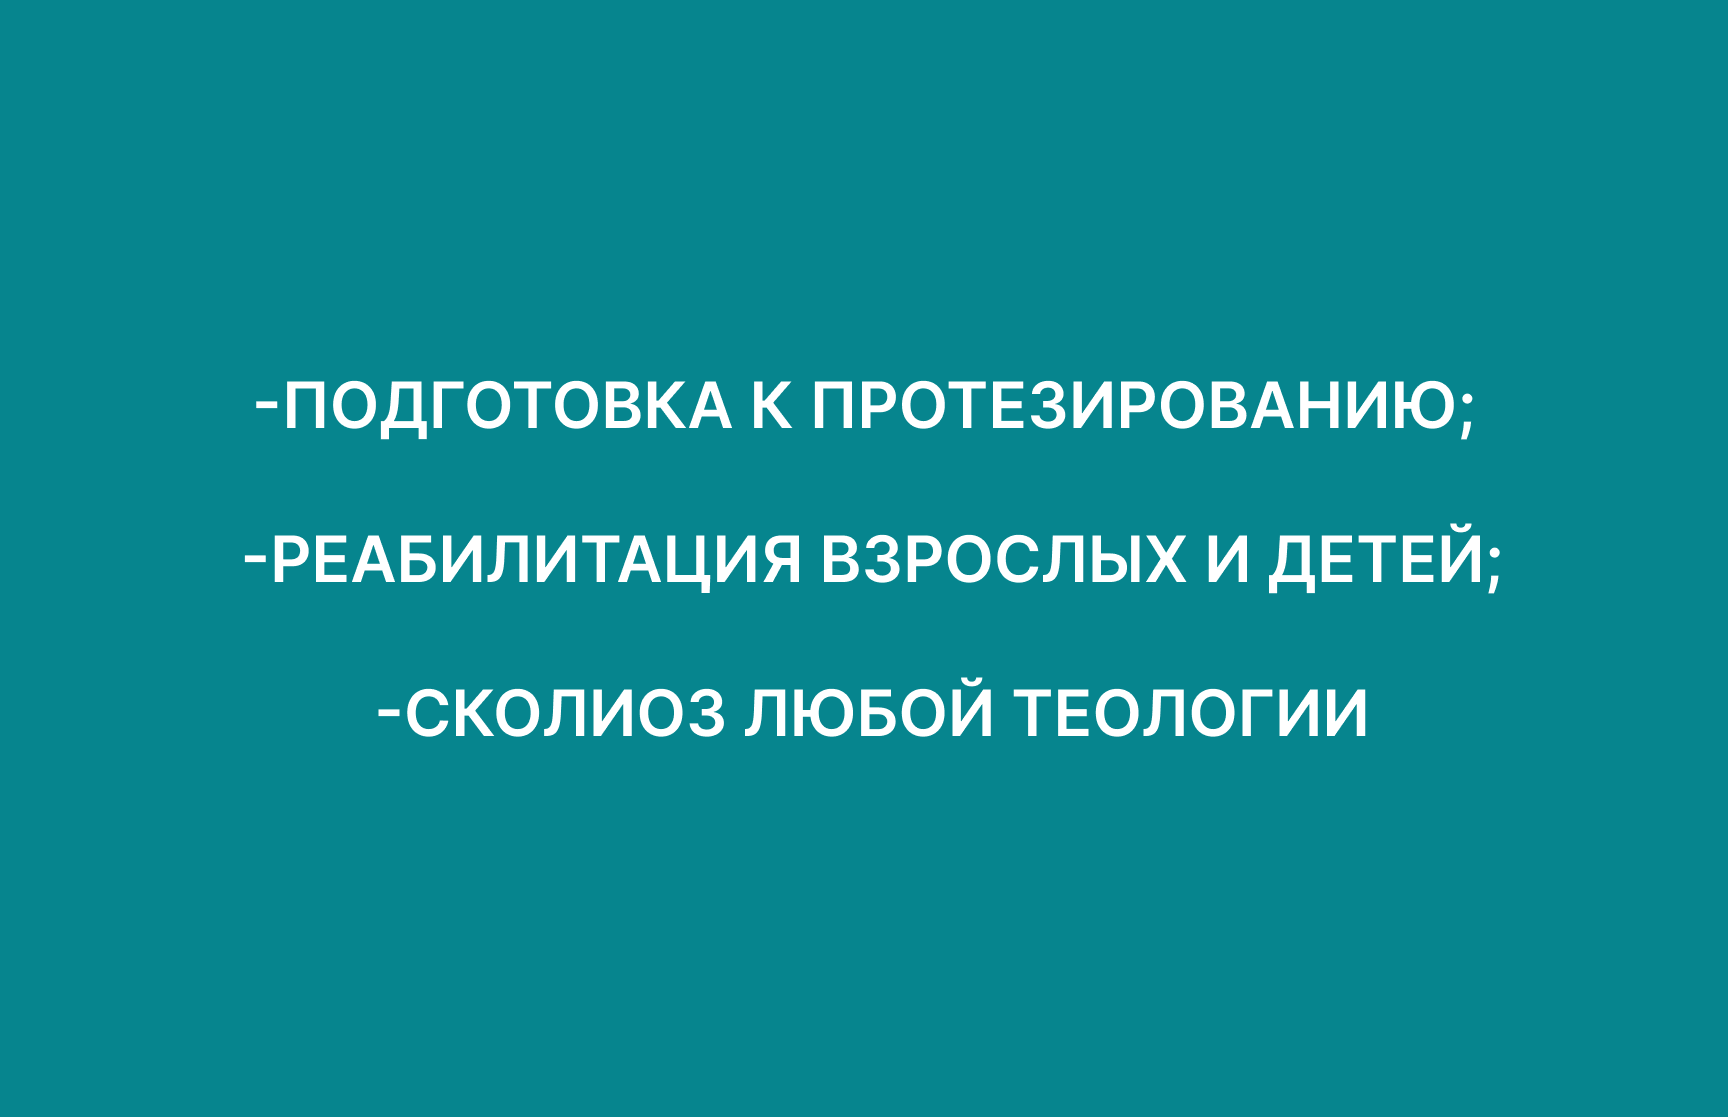 -ПОДГОТОВКА К ПРОТЕЗИРОВАНИЮ;
-РЕАБИЛИТАЦИЯ ВЗРОСЛЫХ И ДЕТЕЙ;
-СКОЛИОЗ ЛЮБОЙ ТЕОЛОГИИ